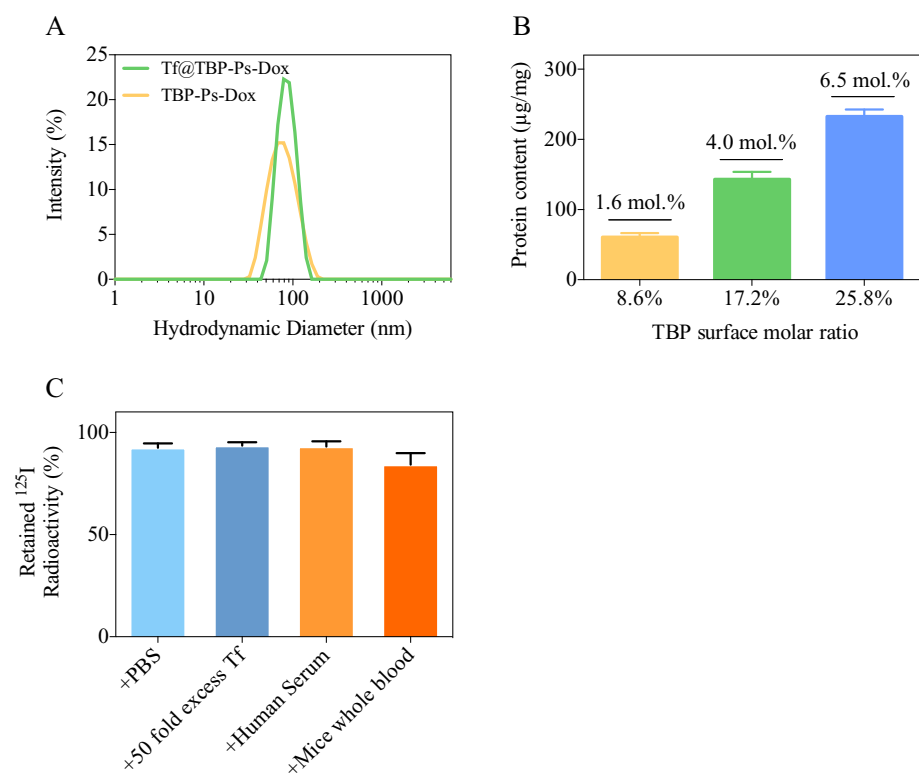 A
25
20
15
10
5
0
Intensity (%)
Tf@TBP-Ps-Dox
TBP-Ps-Dox
1
10
100
1000
Hydrodynamic Diameter (nm)
B
300
200
100
0
Protein content (µg/mg)
1.6 mol.%
4.0 mol.%
6.5 mol.%
8.6%
17.2%
25.8%
TBP surface molar ratio
C
100
50
0
Retained ¹²⁵I
Radioactivity (%)
+PBS
+50 fold excess Tf
+Human Serum
+Mice whole blood